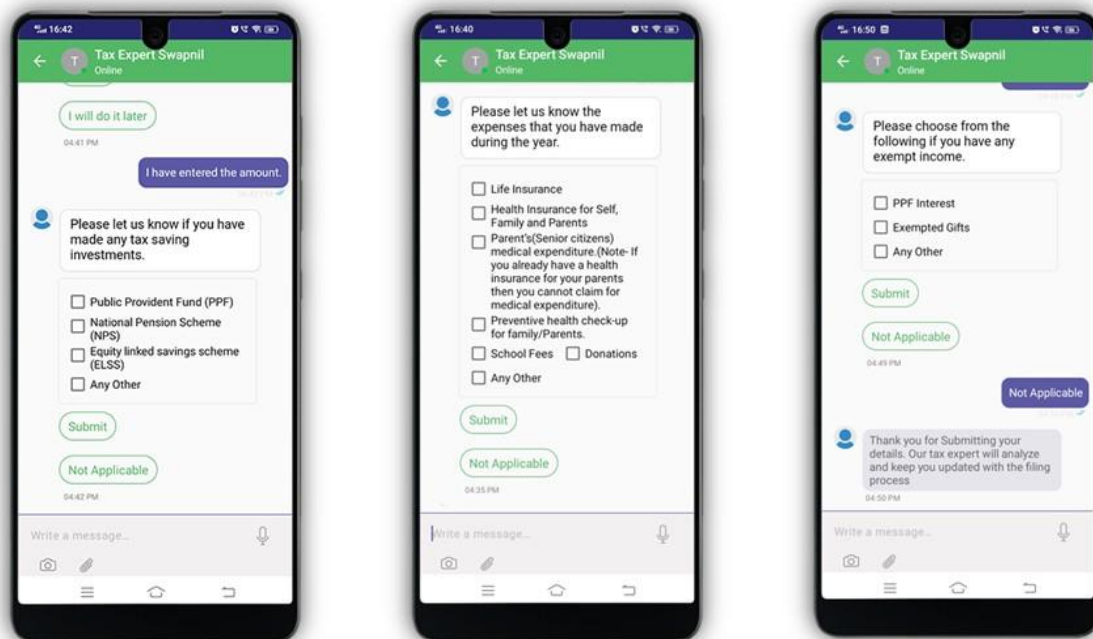 16:42
T
Tax Expert Swapnil
Online
I will do it later
04:41 PM
I have entered the amount.
Please let us know if you have
made any tax saving
investments.
Public Provident Fund (PPF)
National Pension Scheme
(NPS)
Equity linked savings scheme
(ELSS)
Any Other
Submit
Not Applicable
04:42 PM
Write a message...
16:40
T
Tax Expert Swapnil
Online
Please let us know the
expenses that you have made
during the year.
Life Insurance
Health Insurance for Self,
Family and Parents
Parent's(Senior citizens)
medical expenditure.(Note- If
you already have a health
insurance for your parents
then you cannot claim for
medical expenditure).
Preventive health check-up
for family/Parents.
School Fees Donations
Any Other
Submit
Not Applicable
04:35 PM
Write a message...
16:50
T
Tax Expert Swapnil
Online
Please choose from the
following if you have any
exempt income.
PPF Interest
Exempted Gifts
Any Other
Submit
Not Applicable
04:49 PM
Not Applicable
Thank you for Submitting your
details. Our tax expert will analyze
and keep you updated with the filing
process
04:50 PM
Write a message...